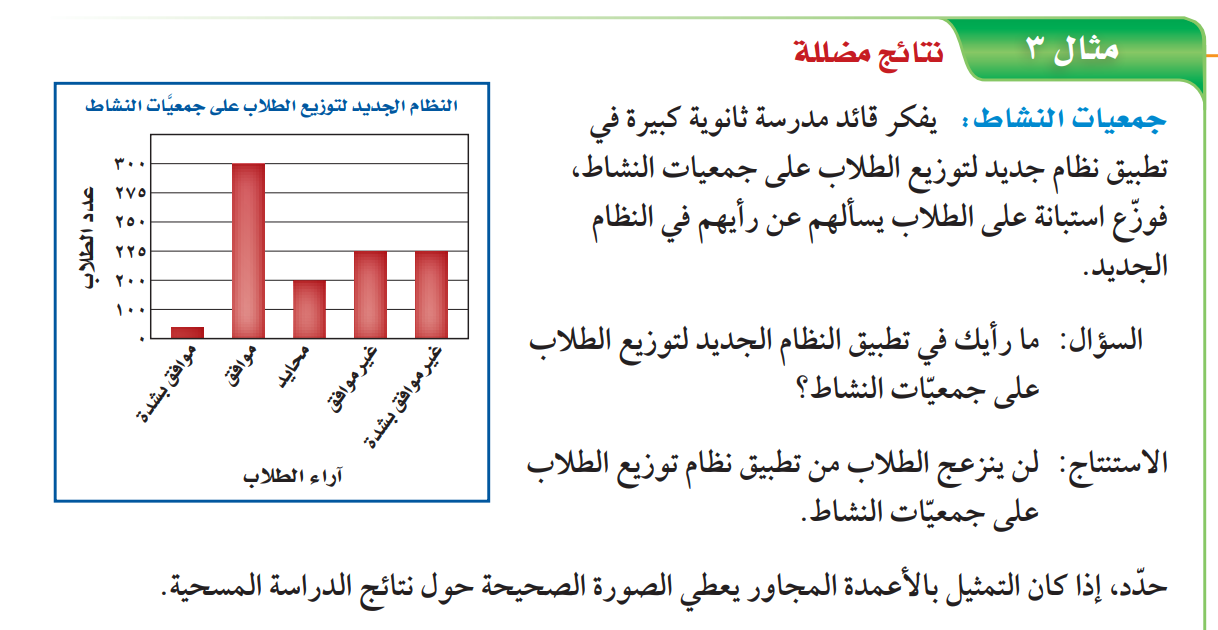 مثال ٣
نتائج مضللة
جمعيات النشاط: يفكر قائد مدرسة ثانوية كبيرة في
تطبيق نظام جديد لتوزيع الطلاب على جمعيات النشاط،
فوزّع استبانة على الطلاب يسألهم عن رأيهم في النظام
الجديد.
السؤال: ما رأيك في تطبيق النظام الجديد لتوزيع الطلاب
على جمعيّات النشاط؟
الاستنتاج: لن ينزعج الطلاب من تطبيق نظام توزيع الطلاب
على جمعيّات النشاط.
النظام الجديد لتوزيع الطلاب على جمعيَّات النشاط
عدد الطلاب
٣٠٠
٢٧٥
٢٥٠
٢٢٥
٢٠٠
١٠٠
٠
موافق بشدة
موافق
محايد
غير موافق
غير موافق بشدة
آراء الطلاب
حدّد، إذا كان التمثيل بالأعمدة المجاور يعطي الصورة الصحيحة حول نتائج الدراسة المسحية.